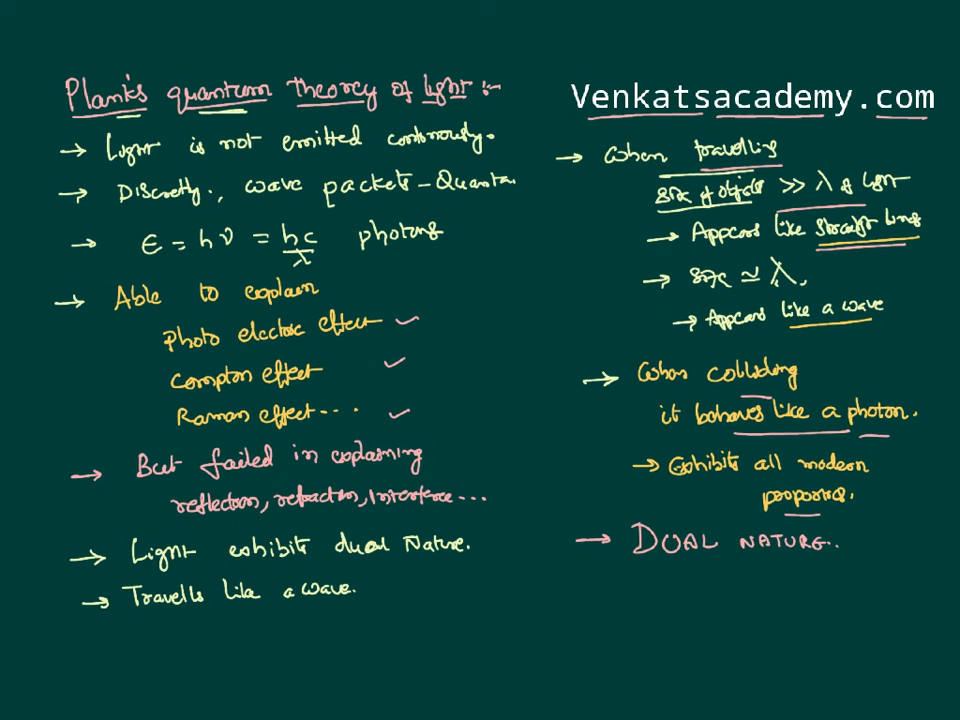 Plank's quantum theory of light :-
→ Light is not emitted continuously.
→ Discretly., wave packets - Quanta.
→ E = hν = hc/λ photons
→ Able to explain
photo electric effect ✓
compton effect ✓
Raman effect... ✓
→ But failed in explaining
reflection, refraction, Interference...
→ Light exhibits dual Nature.
→ Travells like a wave.
Venkatsacademy.com
→ When travelling
size of object >> λ of light
→ Appears like straight lines
→ size ≃ λ,
→ Appears like a wave
→ When colliding
it behaves like a photon.
→ Exhibits all modern
properties.
→ DUAL NATURE..